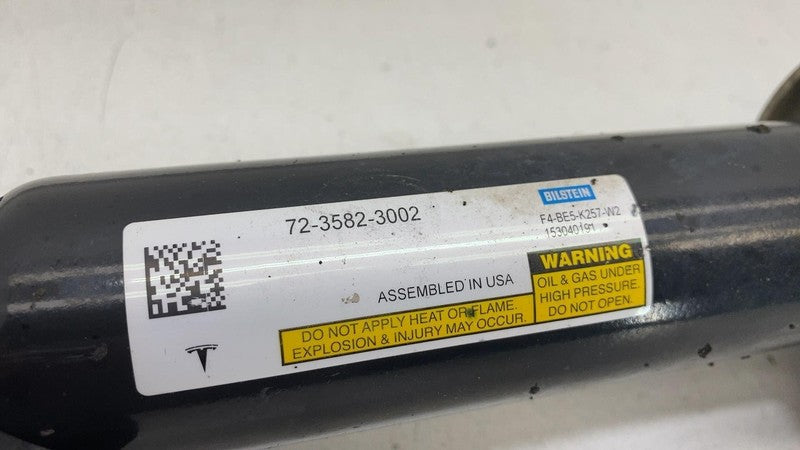 BILSTEIN
72-3582-3002
F4-BE5-K257-W2
153040191
WARNING
OIL & GAS UNDER
HIGH PRESSURE.
DO NOT OPEN.
ASSEMBLED IN USA
DO NOT APPLY HEAT OR FLAME.
EXPLOSION & INJURY MAY OCCUR.